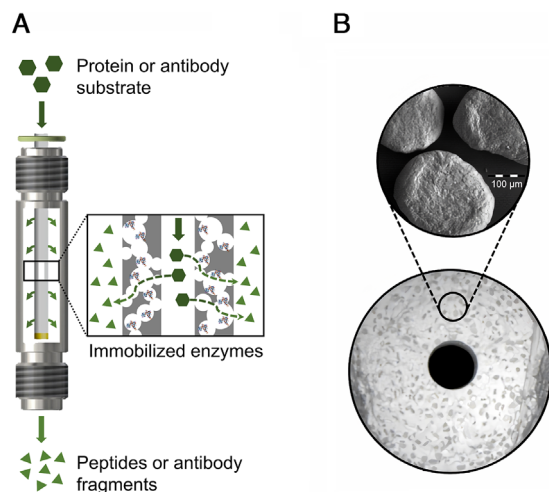 A
B
Protein or antibody
substrate
100 µm
Immobilized enzymes
Peptides or antibody
fragments